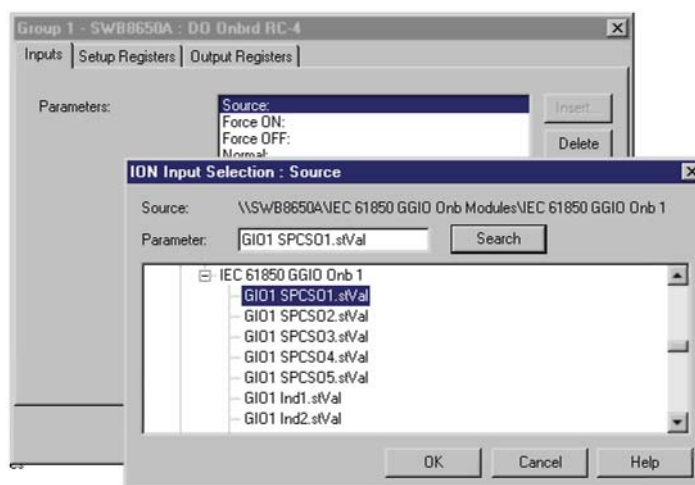 Group 1 - SWB8650A : DO Onbrd RC-4
Inputs Setup Registers Output Registers
Parameters:
Source:
Force ON:
Force OFF:
Normal:
Insert...
Delete
ION Input Selection : Source
Source: \\SWB8650A\IEC 61850 GGIO Onb Modules\IEC 61850 GGIO Onb 1
Parameter: GIO1 SPCSO1.stVal Search
IEC 61850 GGIO Onb 1
GIO1 SPCSO1.stVal
GIO1 SPCSO2.stVal
GIO1 SPCSO3.stVal
GIO1 SPCSO4.stVal
GIO1 SPCSO5.stVal
GIO1 Ind1.stVal
GIO1 Ind2.stVal
OK Cancel Help